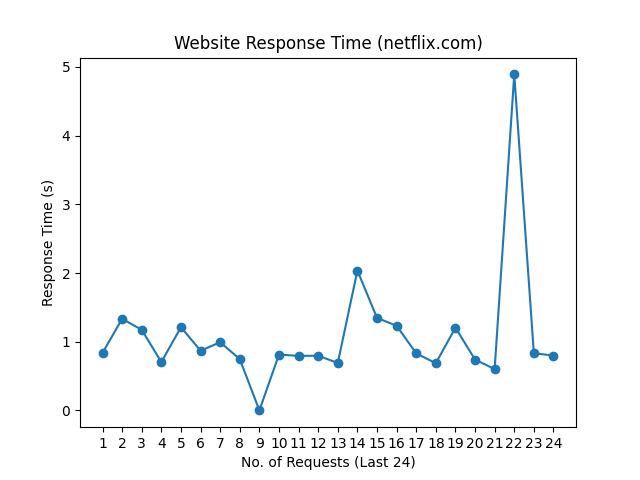 Website Response Time (netflix.com)
Response Time (s)
5
4
3
2
1
0
1 2 3 4 5 6 7 8 9 10 11 12 13 14 15 16 17 18 19 20 21 22 23 24
No. of Requests (Last 24)